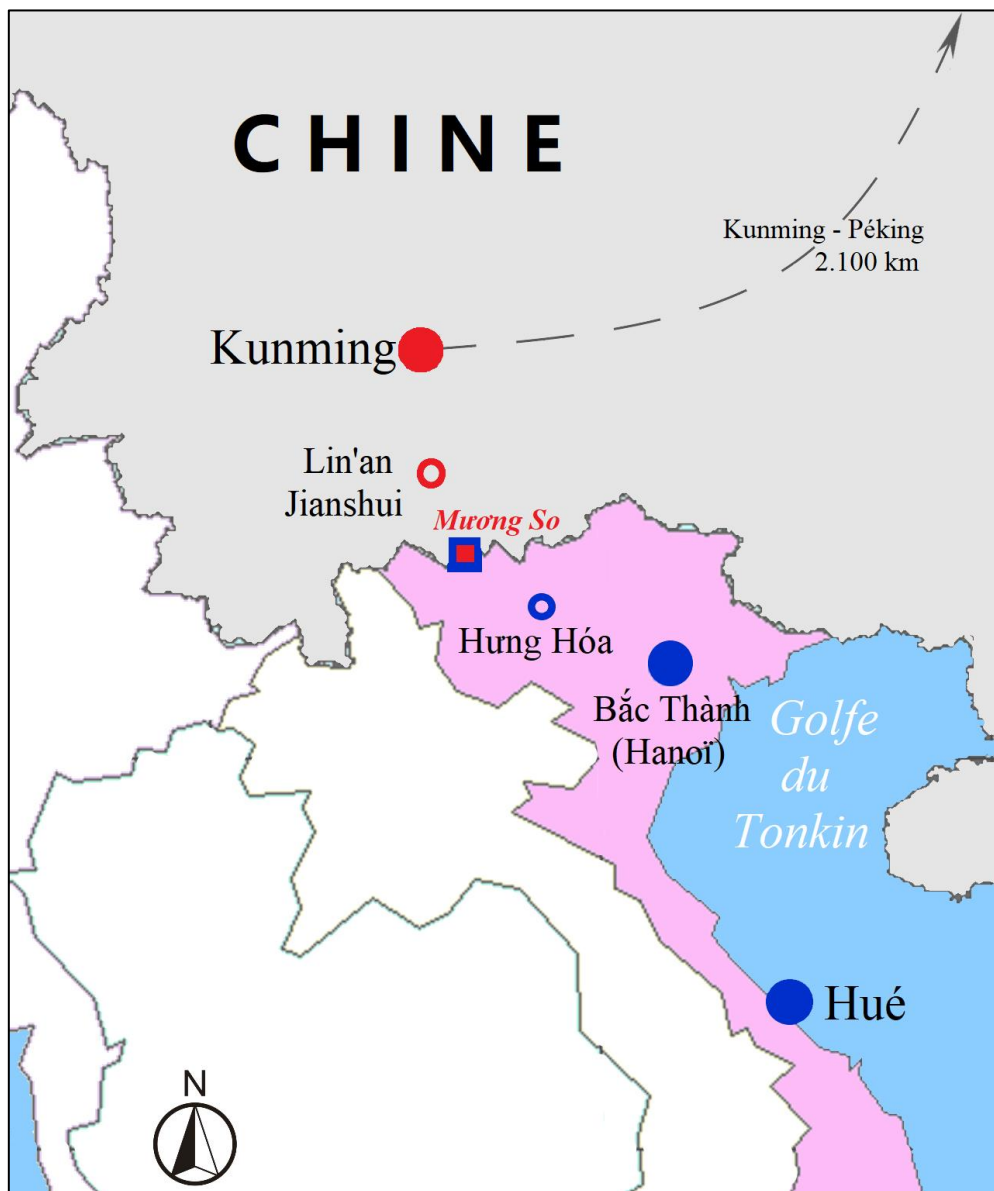 CHINE
Kunming - Péking
2.100 km
Kunming
Lin'an
Jianshui
Mương So
Hưng Hóa
Bắc Thành
(Hanoï)
Golfe
du
Tonkin
Hué
N